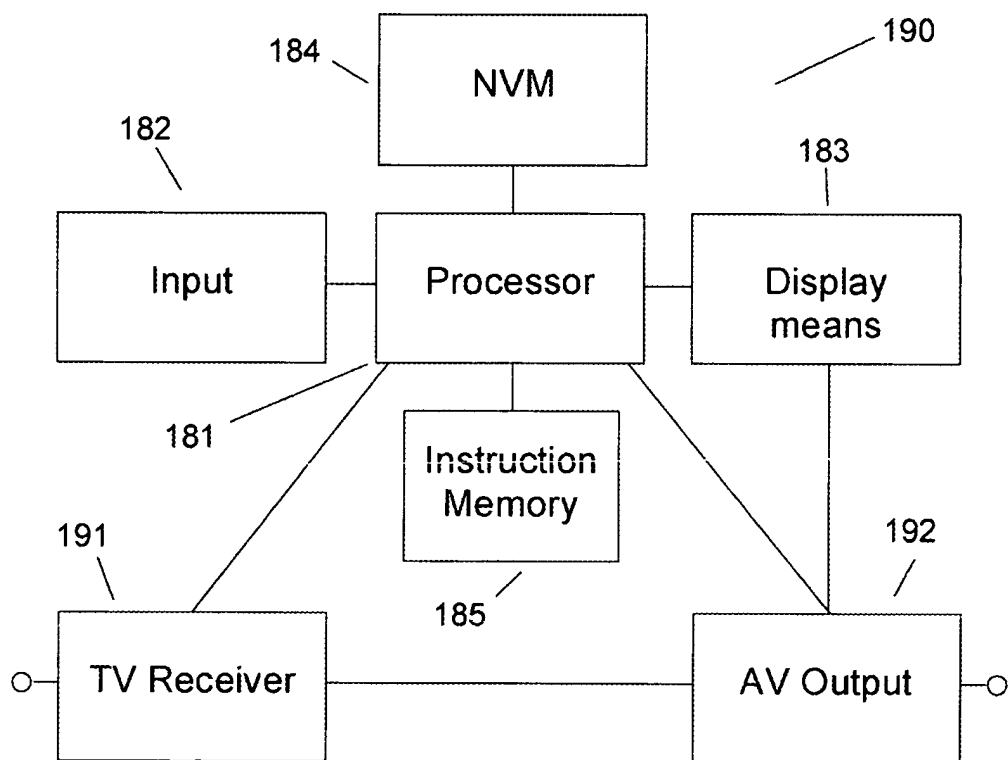 190
184
NVM
182
183
Input
Processor
Display
means
181
Instruction
Memory
191
192
185
TV Receiver
AV Output